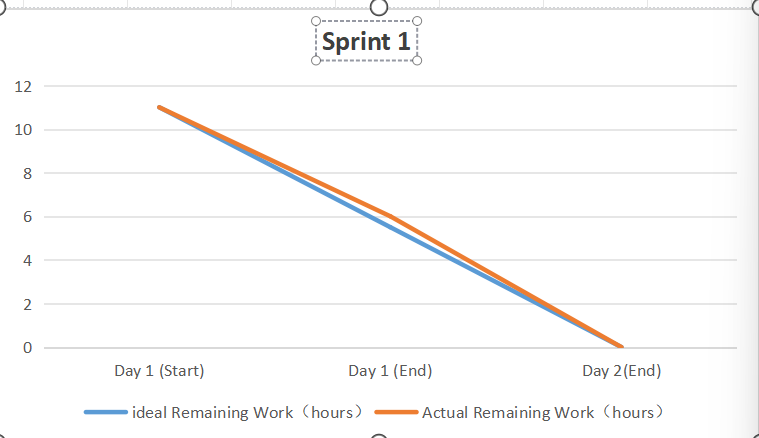 Sprint 1
12
10
8
6
4
2
0
Day 1 (Start) Day 1 (End) Day 2(End)
ideal Remaining Work（hours） Actual Remaining Work（hours）